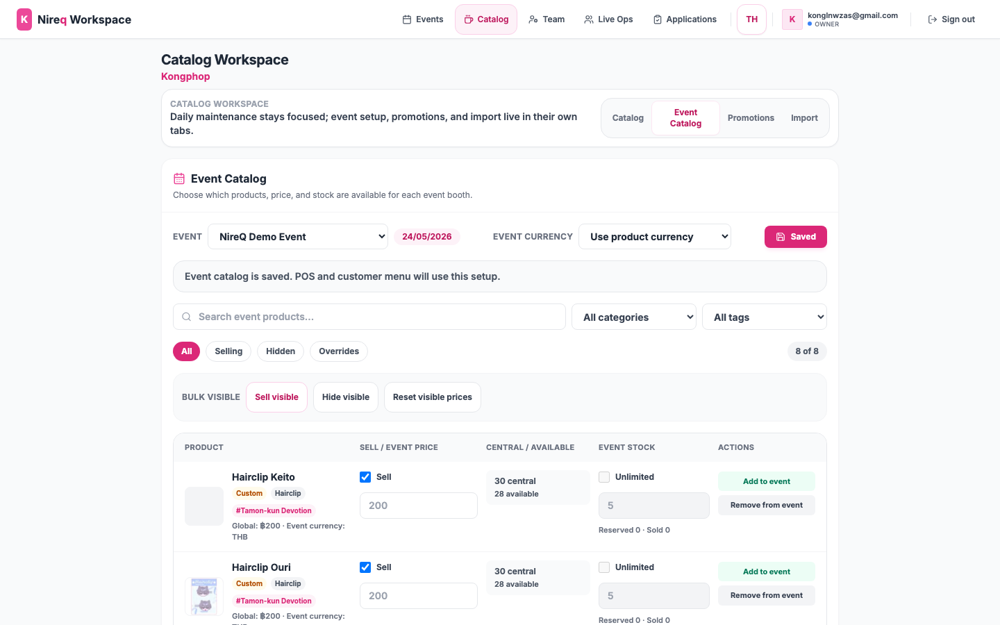 K Nireq Workspace
Events
Catalog
Team
Live Ops
Applications
TH
K
konglnwzas@gmail.com
OWNER
Sign out
Catalog Workspace
Kongphop
CATALOG WORKSPACE
Daily maintenance stays focused; event setup, promotions, and import live in their own
tabs.
Catalog
Event
Catalog
Promotions
Import
Event Catalog
Choose which products, price, and stock are available for each event booth.
EVENT
NireQ Demo Event
24/05/2026
EVENT CURRENCY
Use product currency
Saved
Event catalog is saved. POS and customer menu will use this setup.
Search event products...
All categories
All tags
All
Selling
Hidden
Overrides
8 of 8
BULK VISIBLE
Sell visible
Hide visible
Reset visible prices
PRODUCT
SELL / EVENT PRICE
CENTRAL / AVAILABLE
EVENT STOCK
ACTIONS
Hairclip Keito
Custom
Hairclip
#Tamon-kun Devotion
Global: ฿200 · Event currency:
THB
Sell
200
30 central
28 available
Unlimited
5
Reserved 0 · Sold 0
Add to event
Remove from event
Hairclip Ouri
Custom
Hairclip
#Tamon-kun Devotion
Global: ฿200 · Event currency:
Sell
200
30 central
28 available
Unlimited
5
Reserved 0 · Sold 0
Add to event
Remove from event